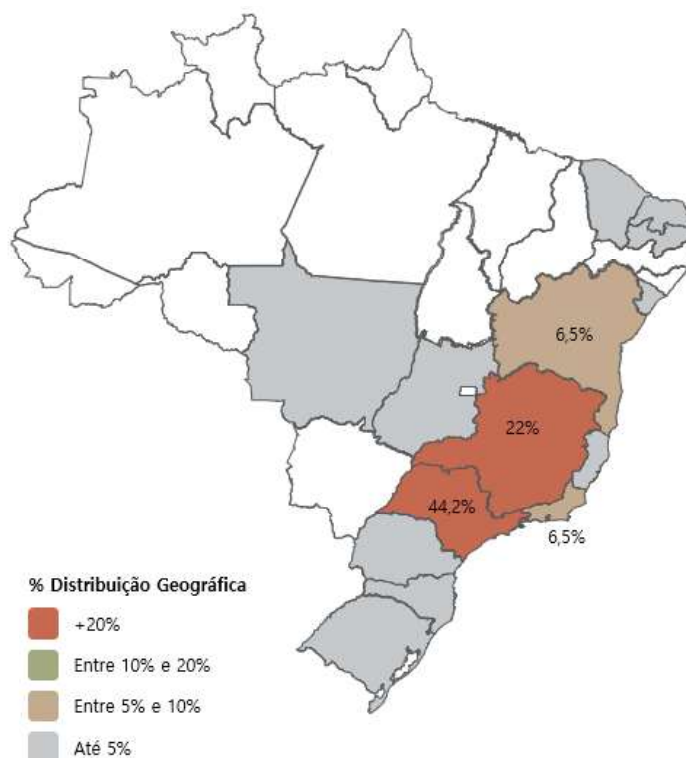 6,5%
22%
44,2%
6,5%
% Distribuição Geográfica
+20%
Entre 10% e 20%
Entre 5% e 10%
Até 5%